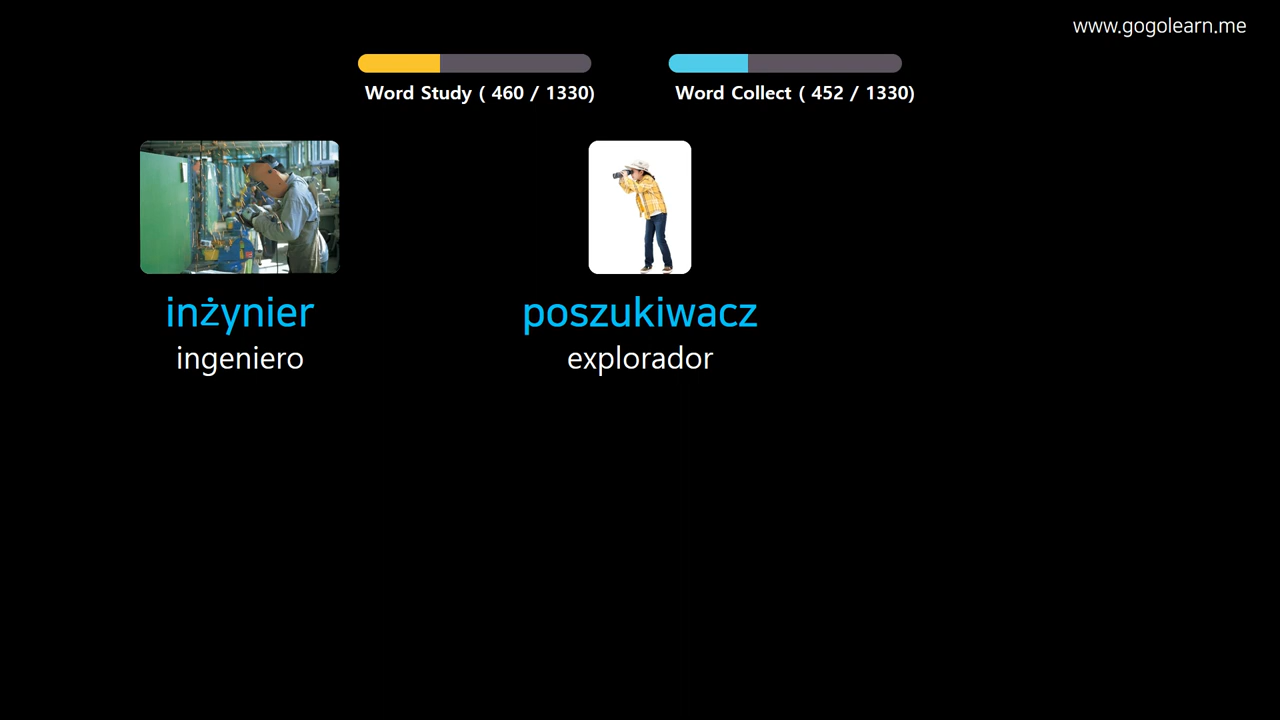 www.gogolearn.me
Word Study ( 460 / 1330)
Word Collect ( 452 / 1330)
inżynier
ingeniero
poszukiwacz
explorador